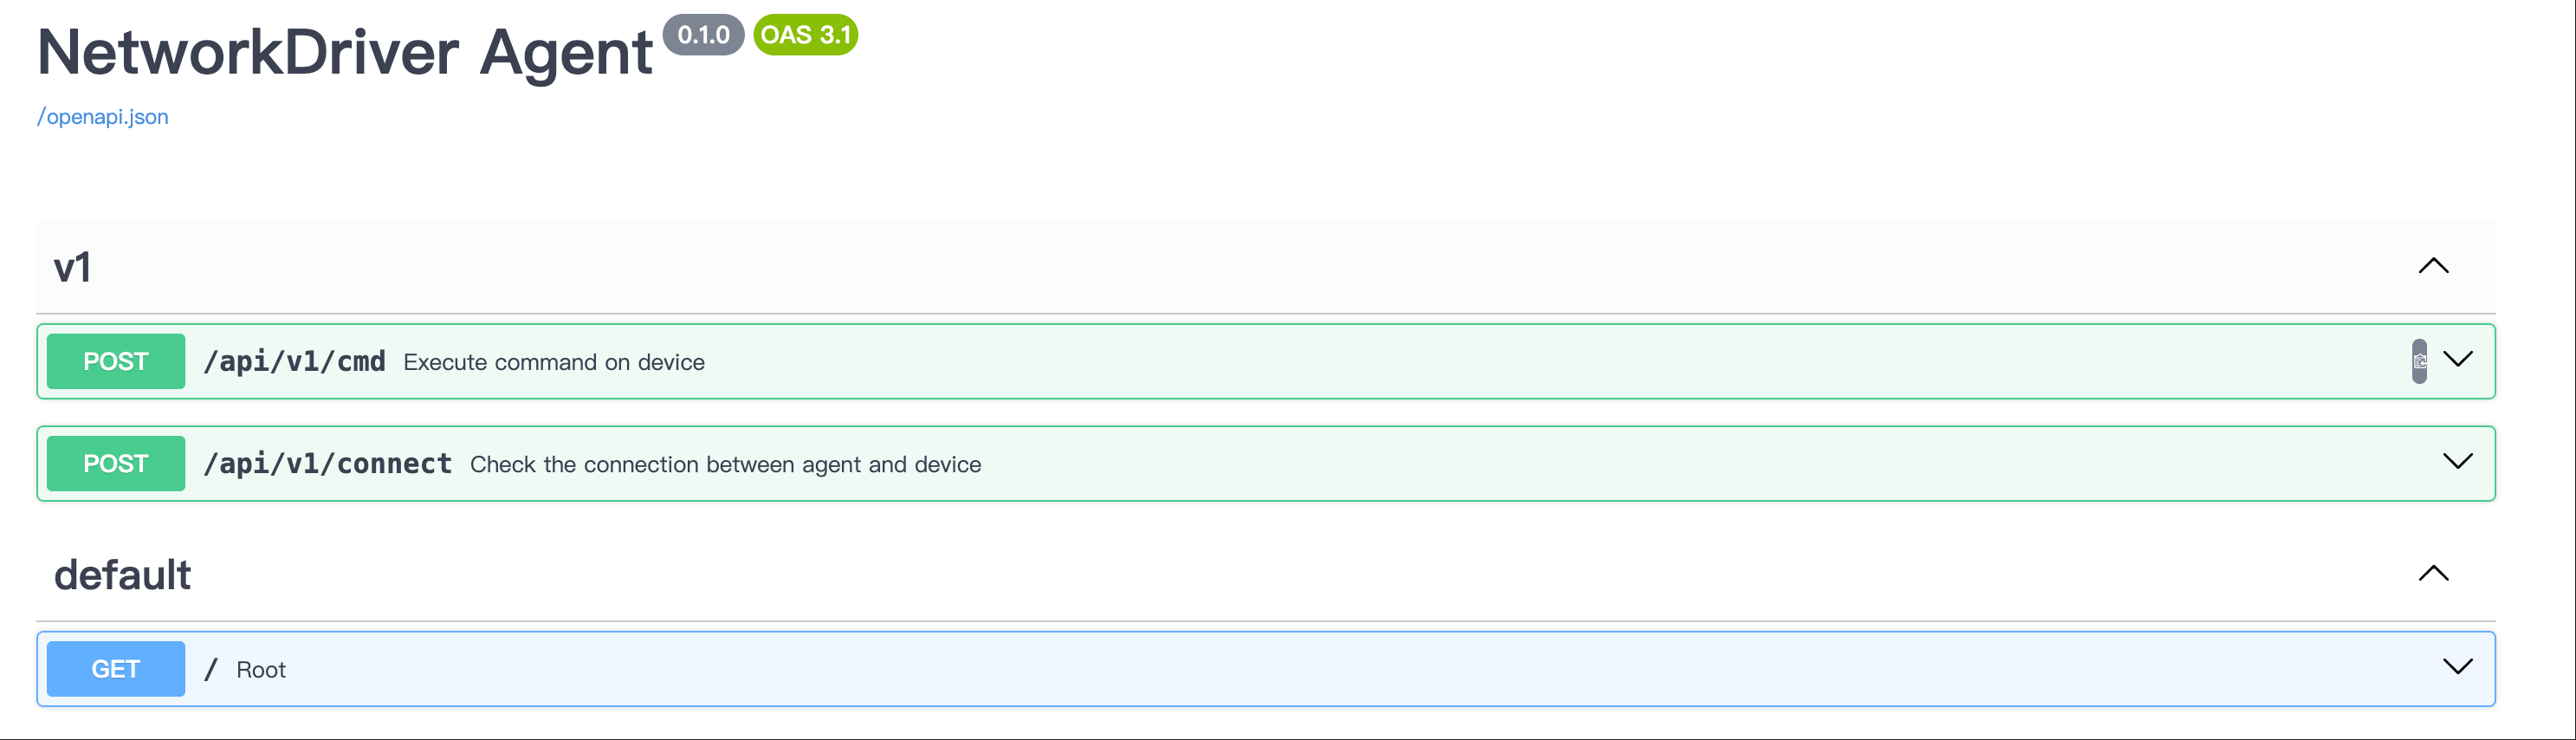 NetworkDriver Agent 0.1.0 OAS 3.1
/openapi.json
v1
POST /api/v1/cmd Execute command on device
POST /api/v1/connect Check the connection between agent and device
default
GET / Root